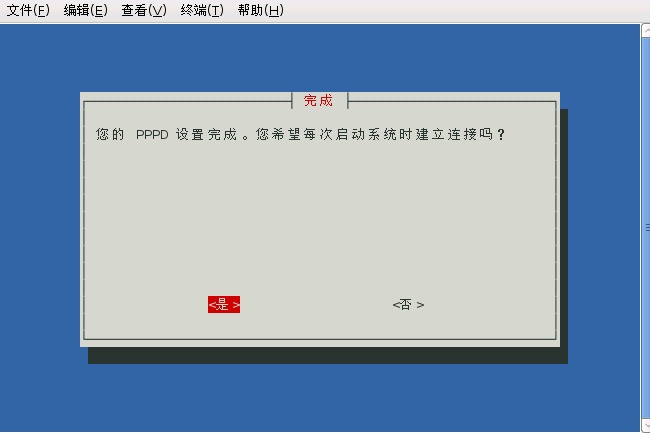 文件(F) 编辑(E) 查看(V) 终端(T) 帮助(H)
完成
您的 PPPD 设置完成。您希望每次启动系统时建立连接吗？
<是> <否>